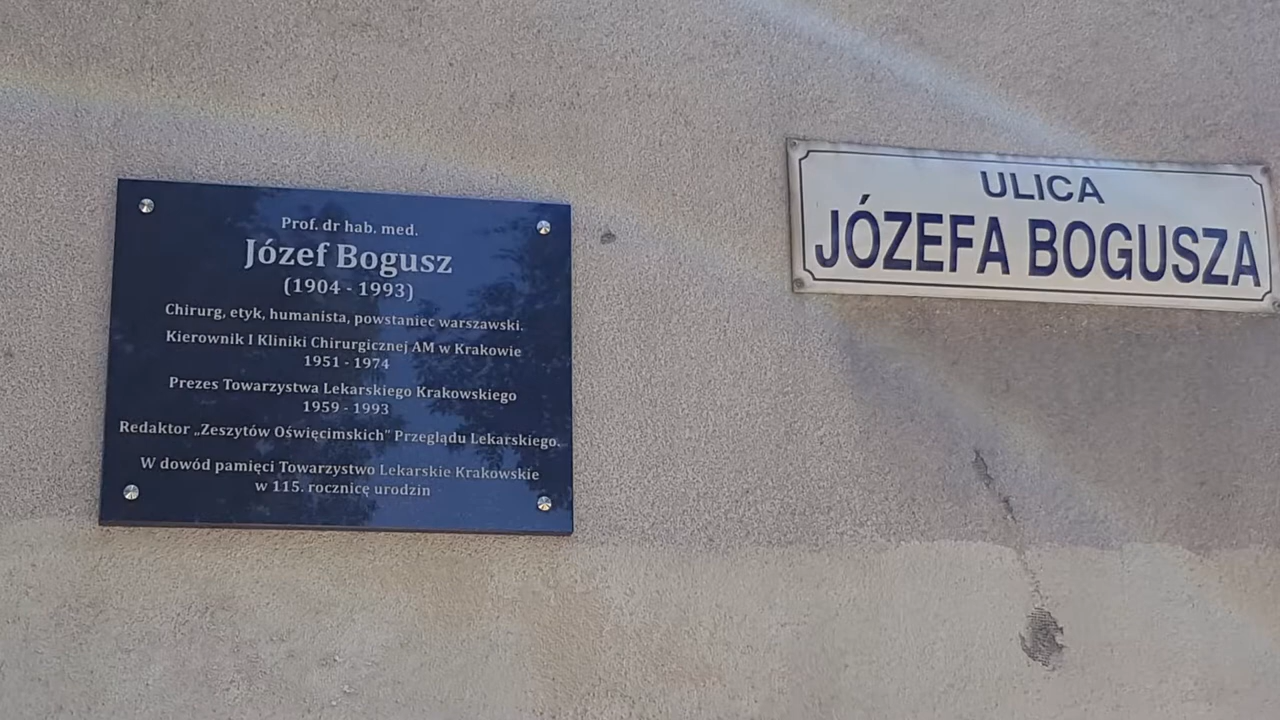 Prof. dr hab. med.
Józef Bogusz
(1904 - 1993)
Chirurg, etyk, humanista, powstaniec warszawski.
Kierownik I Kliniki Chirurgicznej AM w Krakowie
1951 - 1974
Prezes Towarzystwa Lekarskiego Krakowskiego
1959 - 1993
Redaktor „Zeszytów Oświęcimskich" Przeglądu Lekarskiego.
W dowód pamięci Towarzystwo Lekarskie Krakowskie
w 115. rocznicę urodzin
ULICA
JÓZEFA BOGUSZA